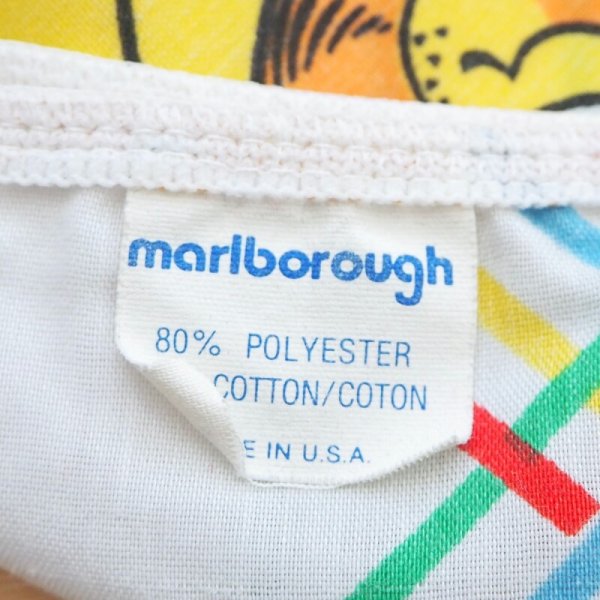 marlborough
80% POLYESTER
COTTON/COTON
E IN U.S.A.